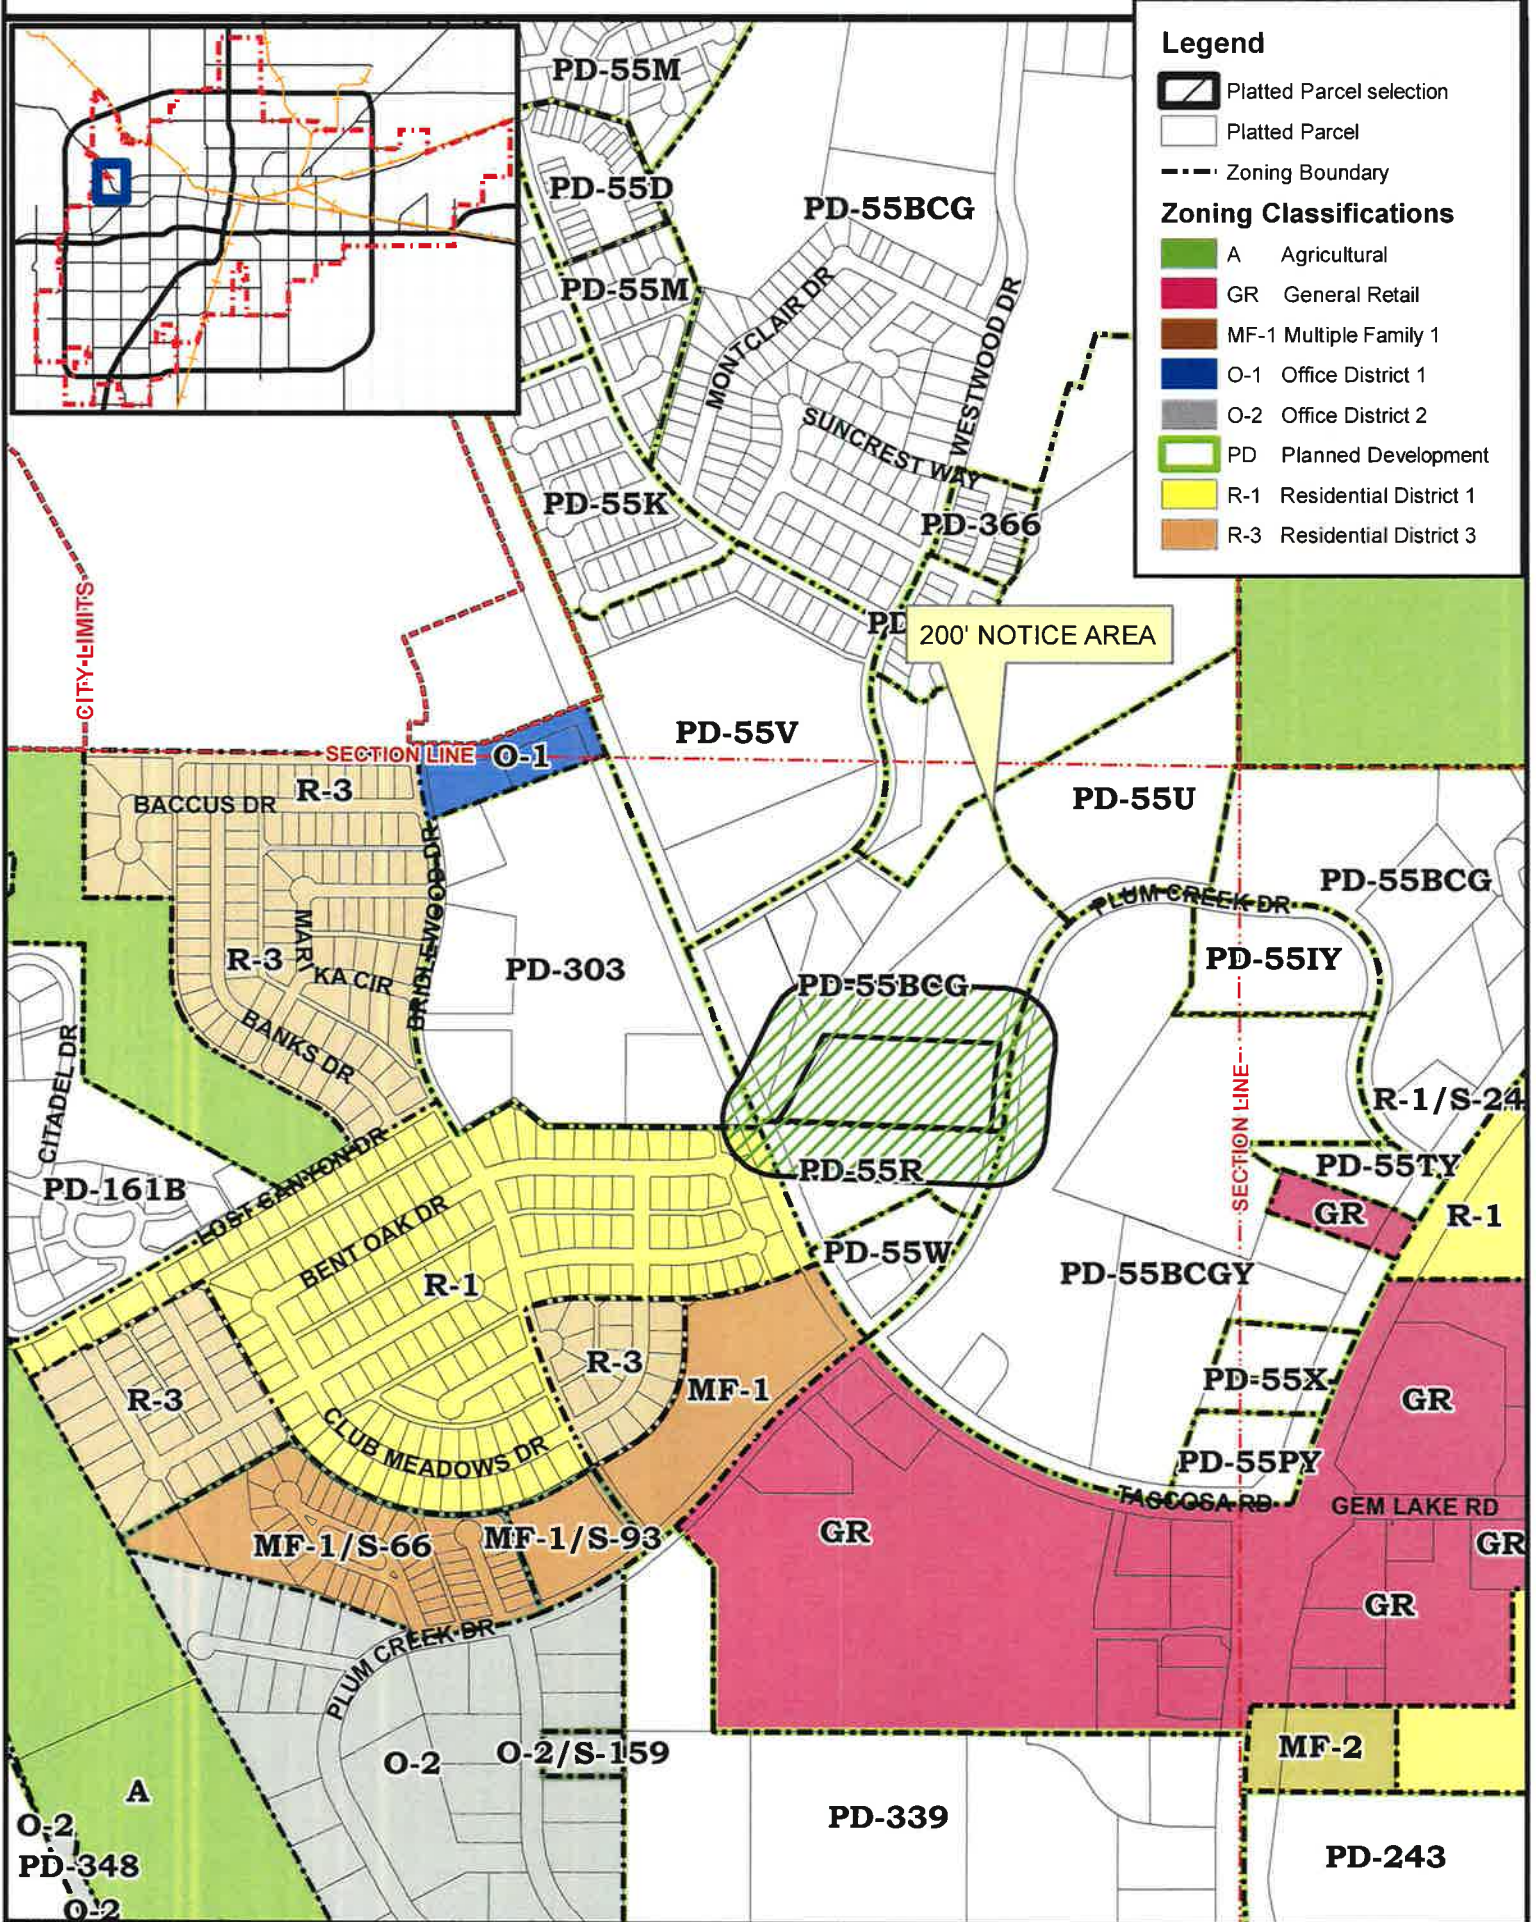 Legend
Platted Parcel selection
Platted Parcel
Zoning Boundary
Zoning Classifications
A Agricultural
GR General Retail
MF-1 Multiple Family 1
O-1 Office District 1
O-2 Office District 2
PD Planned Development
R-1 Residential District 1
R-3 Residential District 3
PD-55M
PD-55D
PD-55BCG
PD-55M
MONTCLAIR DR
WESTWOOD DR
SUNCREST WAY
PD-55K
PD-366
PD
200' NOTICE AREA
CITY LIMITS
PD-55V
SECTION LINE
O-1
R-3
BACCUS DR
PD-55U
BRIDLEWOOD DR
PD-55BCG
PLUM CREEK DR
MARI KA CIR
R-3
PD-303
PD-55IY
PD-55BCG
BANKS DR
CITADEL DR
SECTION LINE
R-1/S-24
LOST CANYON DR
PD-55R
PD-55TY
PD-161B
GR
R-1
BENT OAK DR
PD-55W
R-1
PD-55BCGY
R-3
MF-1
PD-55X
GR
R-3
CLUB MEADOWS DR
PD-55PY
TASCOSA RD
GEM LAKE RD
MF-1/S-66
MF-1/S-93
GR
GR
GR
PLUM CREEK DR
O-2
O-2/S-159
MF-2
A
O-2
PD-348
O-2
PD-339
PD-243